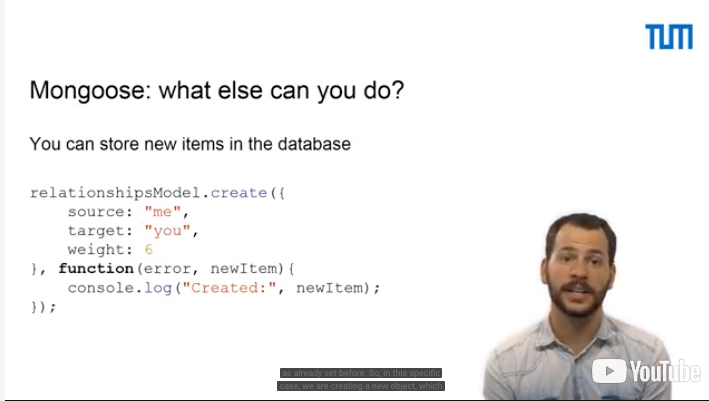 TUM
Mongoose: what else can you do?
You can store new items in the database
relationshipsModel.create({
    source: "me",
    target: "you",
    weight: 6
}, function(error, newItem){
    console.log("Created:", newItem);
});
as already set before. So, in this specific
case, we are creating a new object, which
YouTube